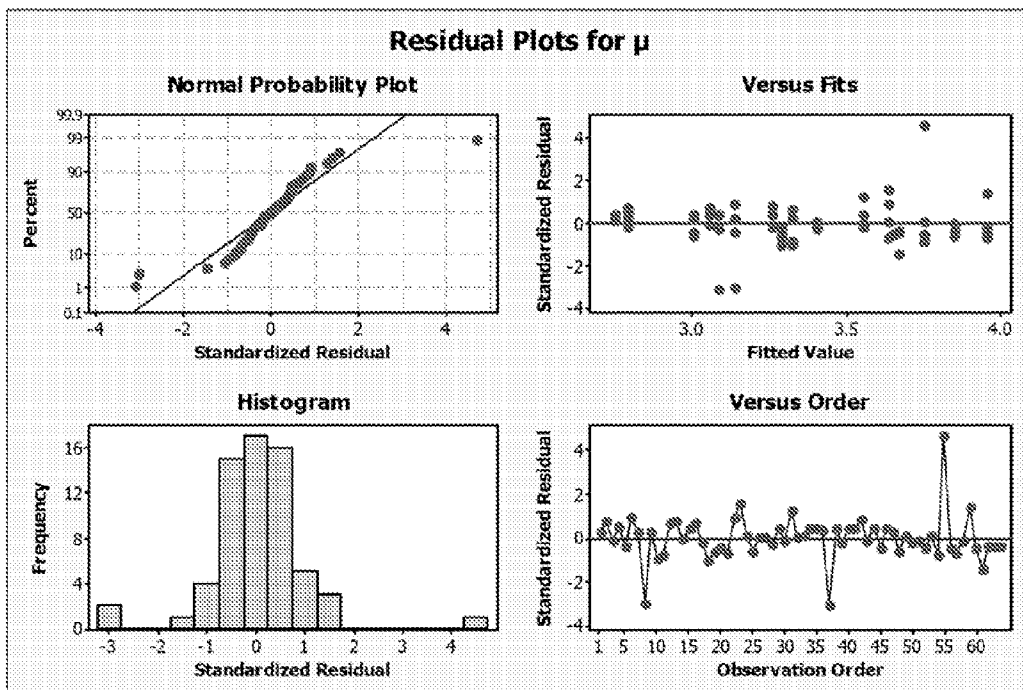 Residual Plots for μ
Normal Probability Plot
Percent
99.9
99
90
50
10
1
0.1
-4 -2 0 2 4
Standardized Residual
Versus Fits
Standardized Residual
4
2
0
-2
-4
3.0 3.5 4.0
Fitted Value
Histogram
Frequency
16
12
8
4
0
-3 -2 -1 0 1 2 3 4
Standardized Residual
Versus Order
Standardized Residual
4
2
0
-2
-4
1 5 10 15 20 25 30 35 40 45 50 55 60
Observation Order